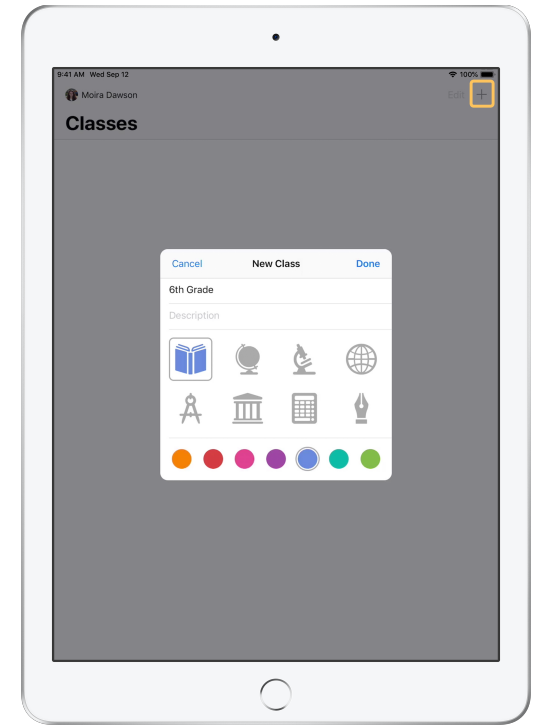 9:41 AM Wed Sep 12 100%
Moira Dawson Edit
Classes
Cancel New Class Done
6th Grade
Description